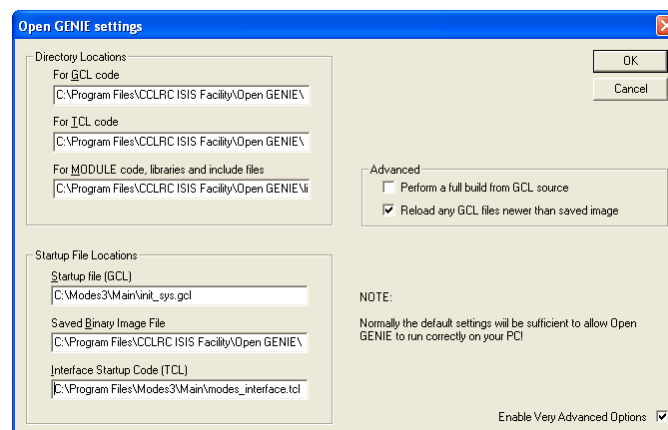 Open GENIE settings
Directory Locations
For GCL code
C:\Program Files\CCLRC ISIS Facility\Open GENIE\
For TCL code
C:\Program Files\CCLRC ISIS Facility\Open GENIE\
For MODULE code, libraries and include files
C:\Program Files\CCLRC ISIS Facility\Open GENIE\li
OK
Cancel
Advanced
Perform a full build from GCL source
Reload any GCL files newer than saved image
Startup File Locations
Startup file (GCL)
C:\Modes3\Main\init_sys.gcl
Saved Binary Image File
C:\Program Files\CCLRC ISIS Facility\Open GENIE\
Interface Startup Code (TCL)
C:\Program Files\Modes3\Main\modes_interface.tcl
NOTE:
Normally the default settings will be sufficient to allow Open
GENIE to run correctly on your PC!
Enable Very Advanced Options